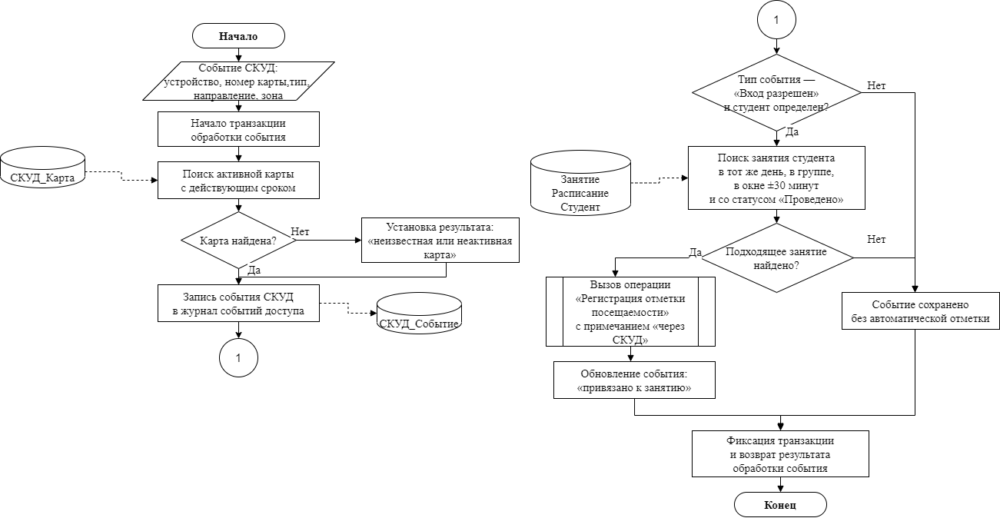 Начало
Событие СКУД:
устройство, номер карты,тип,
направление, зона
Начало транзакции
обработки события
СКУД_Карта
Поиск активной карты
с действующим сроком
Карта найдена?
Нет
Установка результата:
«неизвестная или неактивная
карта»
Да
Запись события СКУД
в журнал событий доступа
СКУД_Событие
1
1
Тип события —
«Вход разрешен»
и студент определен?
Нет
Да
Занятие
Расписание
Студент
Поиск занятия студента
в тот же день, в группе,
в окне ±30 минут
и со статусом «Проведено»
Подходящее занятие
найдено?
Нет
Да
Вызов операции
«Регистрация отметки
посещаемости»
с примечанием «через
СКУД»
Событие сохранено
без автоматической отметки
Обновление события:
«привязано к занятию»
Фиксация транзакции
и возврат результата
обработки события
Конец